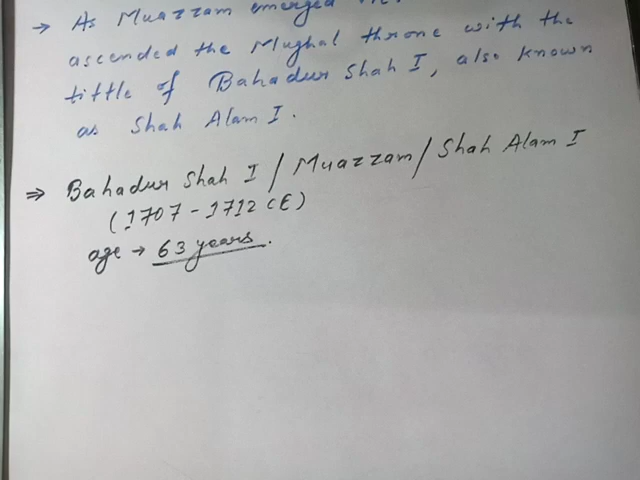 → As Muazzam emerged
ascended the Mughal throne with the
tittle of Bahadur Shah I, also known
as Shah Alam I.
⇒ Bahadur Shah I / Muazzam / Shah Alam I
(1707 - 1712 CE)
age → 63 years.